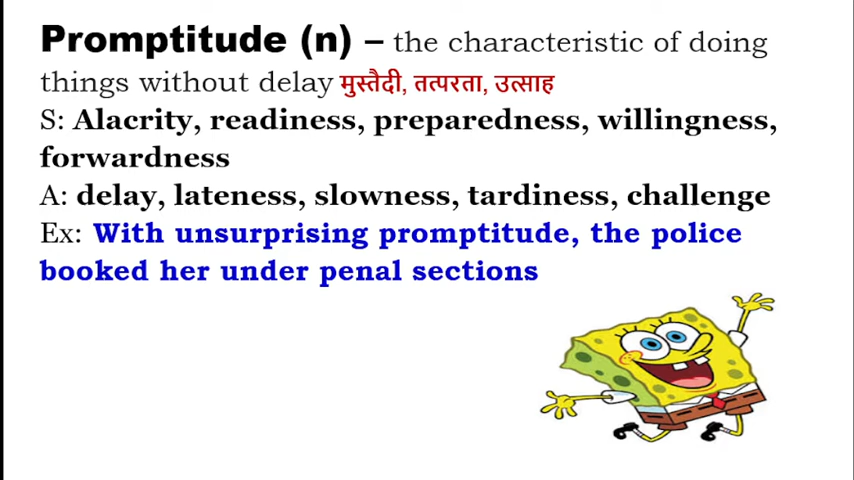 Promptitude (n) – the characteristic of doing
things without delay मुस्तैदी, तत्परता, उत्साह
S: Alacrity, readiness, preparedness, willingness,
forwardness
A: delay, lateness, slowness, tardiness, challenge
Ex: With unsurprising promptitude, the police
booked her under penal sections